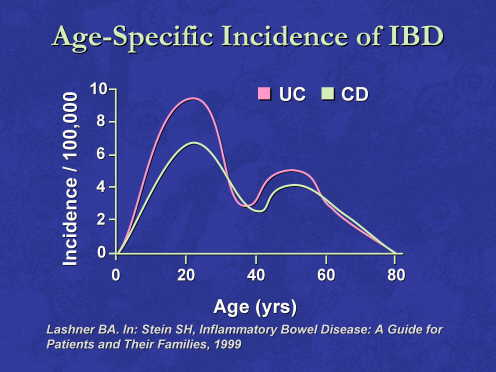 Age-Specific Incidence of IBD
UC CD
Incidence / 100,000
10
8
6
4
2
0
0 20 40 60 80
Age (yrs)
Lashner BA. In: Stein SH, Inflammatory Bowel Disease: A Guide for
Patients and Their Families, 1999